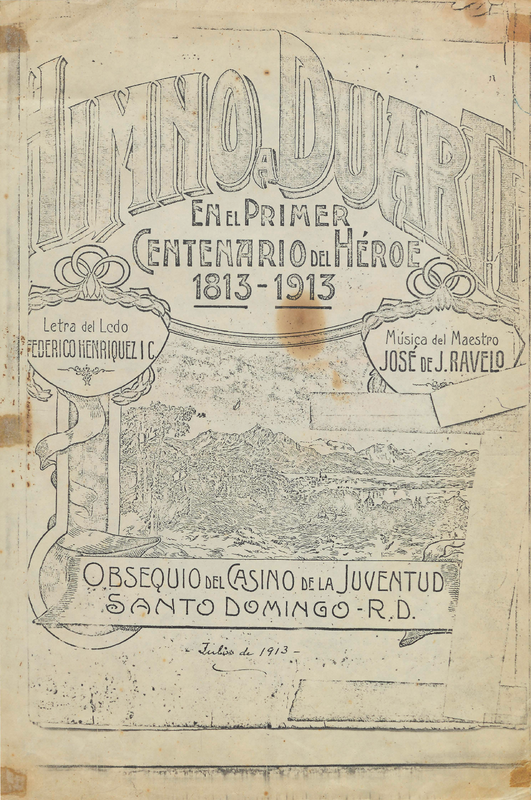 HIMNO A DUARTE
EN EL PRIMER
CENTENARIO DEL HÉROE
1813-1913
Letra del Lcdo
FEDERICO HENRIQUEZ I C.
Música del Maestro
JOSÉ DE J. RAVELO
OBSEQUIO DEL CASINO DE LA JUVENTUD
SANTO DOMINGO-R.D.
- Julio de 1913 -